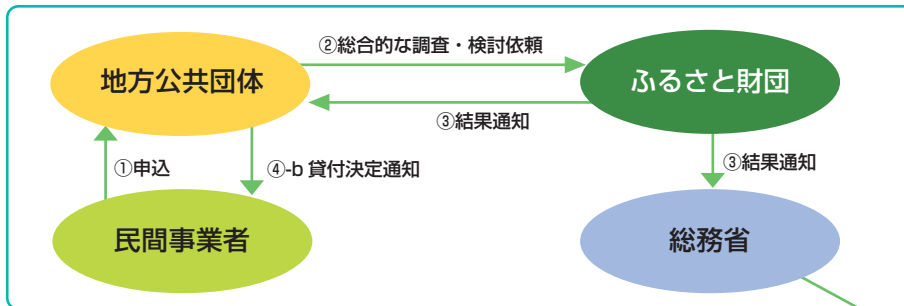 ②総合的な調査・検討依頼
地方公共団体
ふるさと財団
③結果通知
①申込
④-b 貸付決定通知
③結果通知
民間事業者
総務省